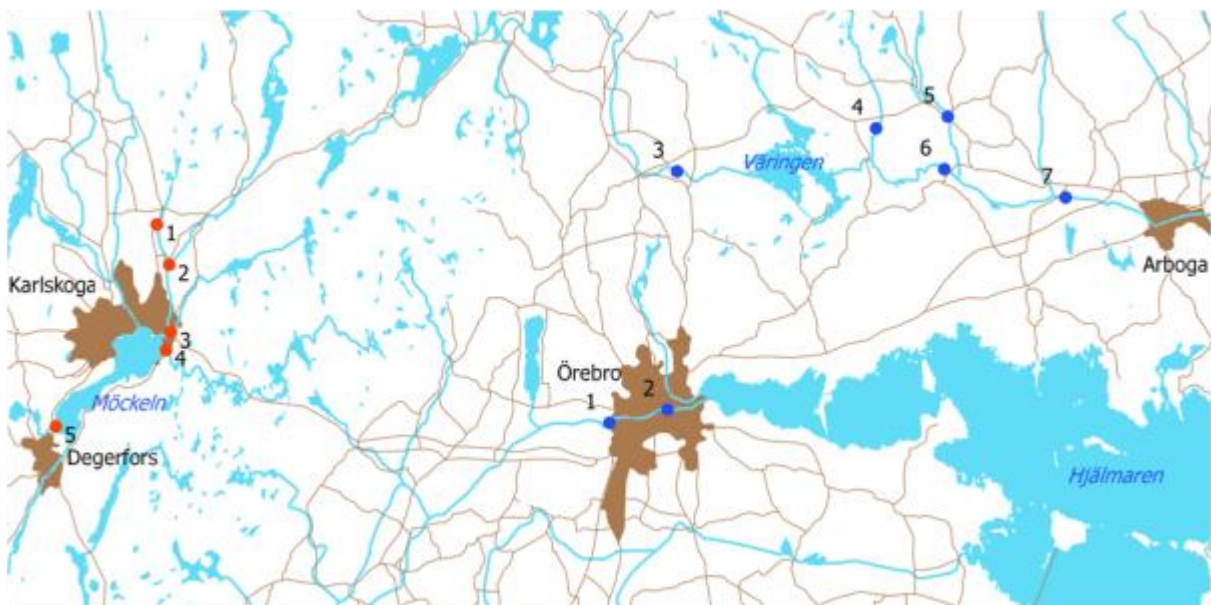 5
4
3
6
Väringen
7
1
Arboga
2
Karlskoga
3
4
Örebro
2
Möckeln
1
5
Degerfors
Hjälmaren